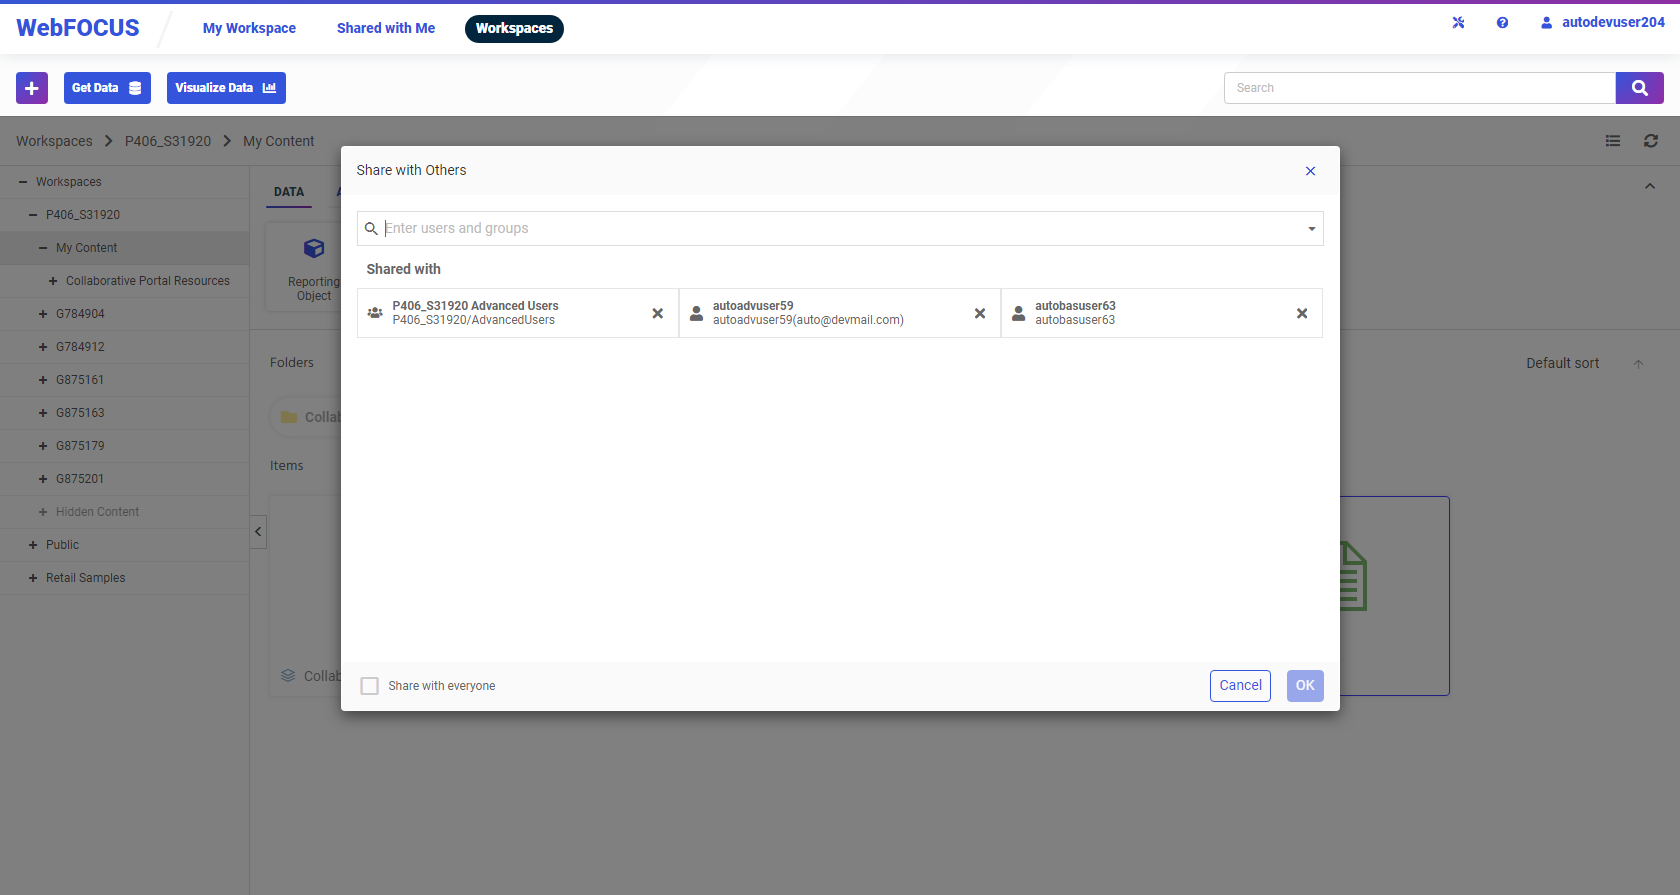 WebFOCUS
My Workspace
Shared with Me
Workspaces
autodevuser204
Get Data
Visualize Data
Search
Workspaces
P406_S31920
My Content
Workspaces
P406_S31920
My Content
Collaborative Portal Resources
G784904
G784912
G875161
G875163
G875179
G875201
Hidden Content
Public
Retail Samples
DATA
Reporting
Object
Folders
Collab
Items
Collab
Default sort
Share with Others
Enter users and groups
Shared with
P406_S31920 Advanced Users
P406_S31920/AdvancedUsers
autoadvuser59
autoadvuser59(auto@devmail.com)
autobasuser63
autobasuser63
Share with everyone
Cancel
OK